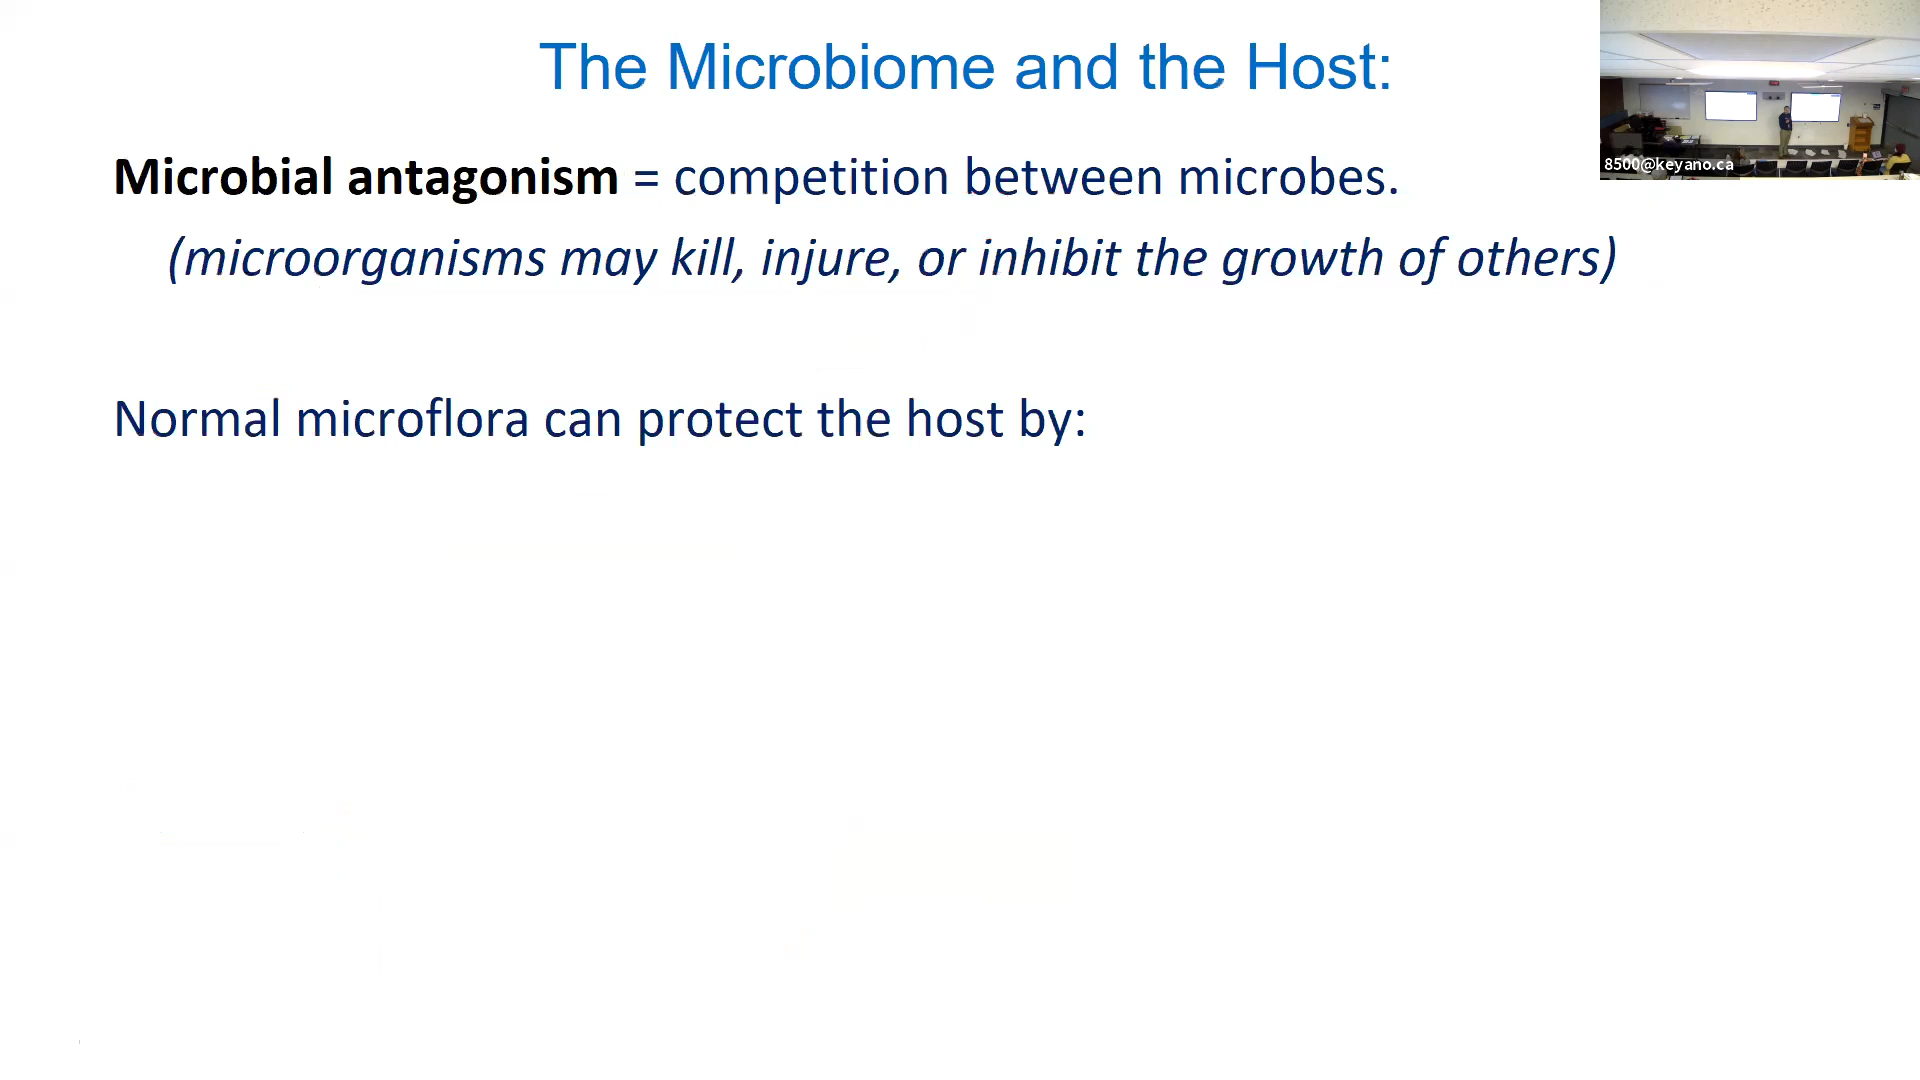 The Microbiome and the Host:
Microbial antagonism = competition between microbes.
(microorganisms may kill, injure, or inhibit the growth of others)
Normal microflora can protect the host by:
8500@keyano.ca